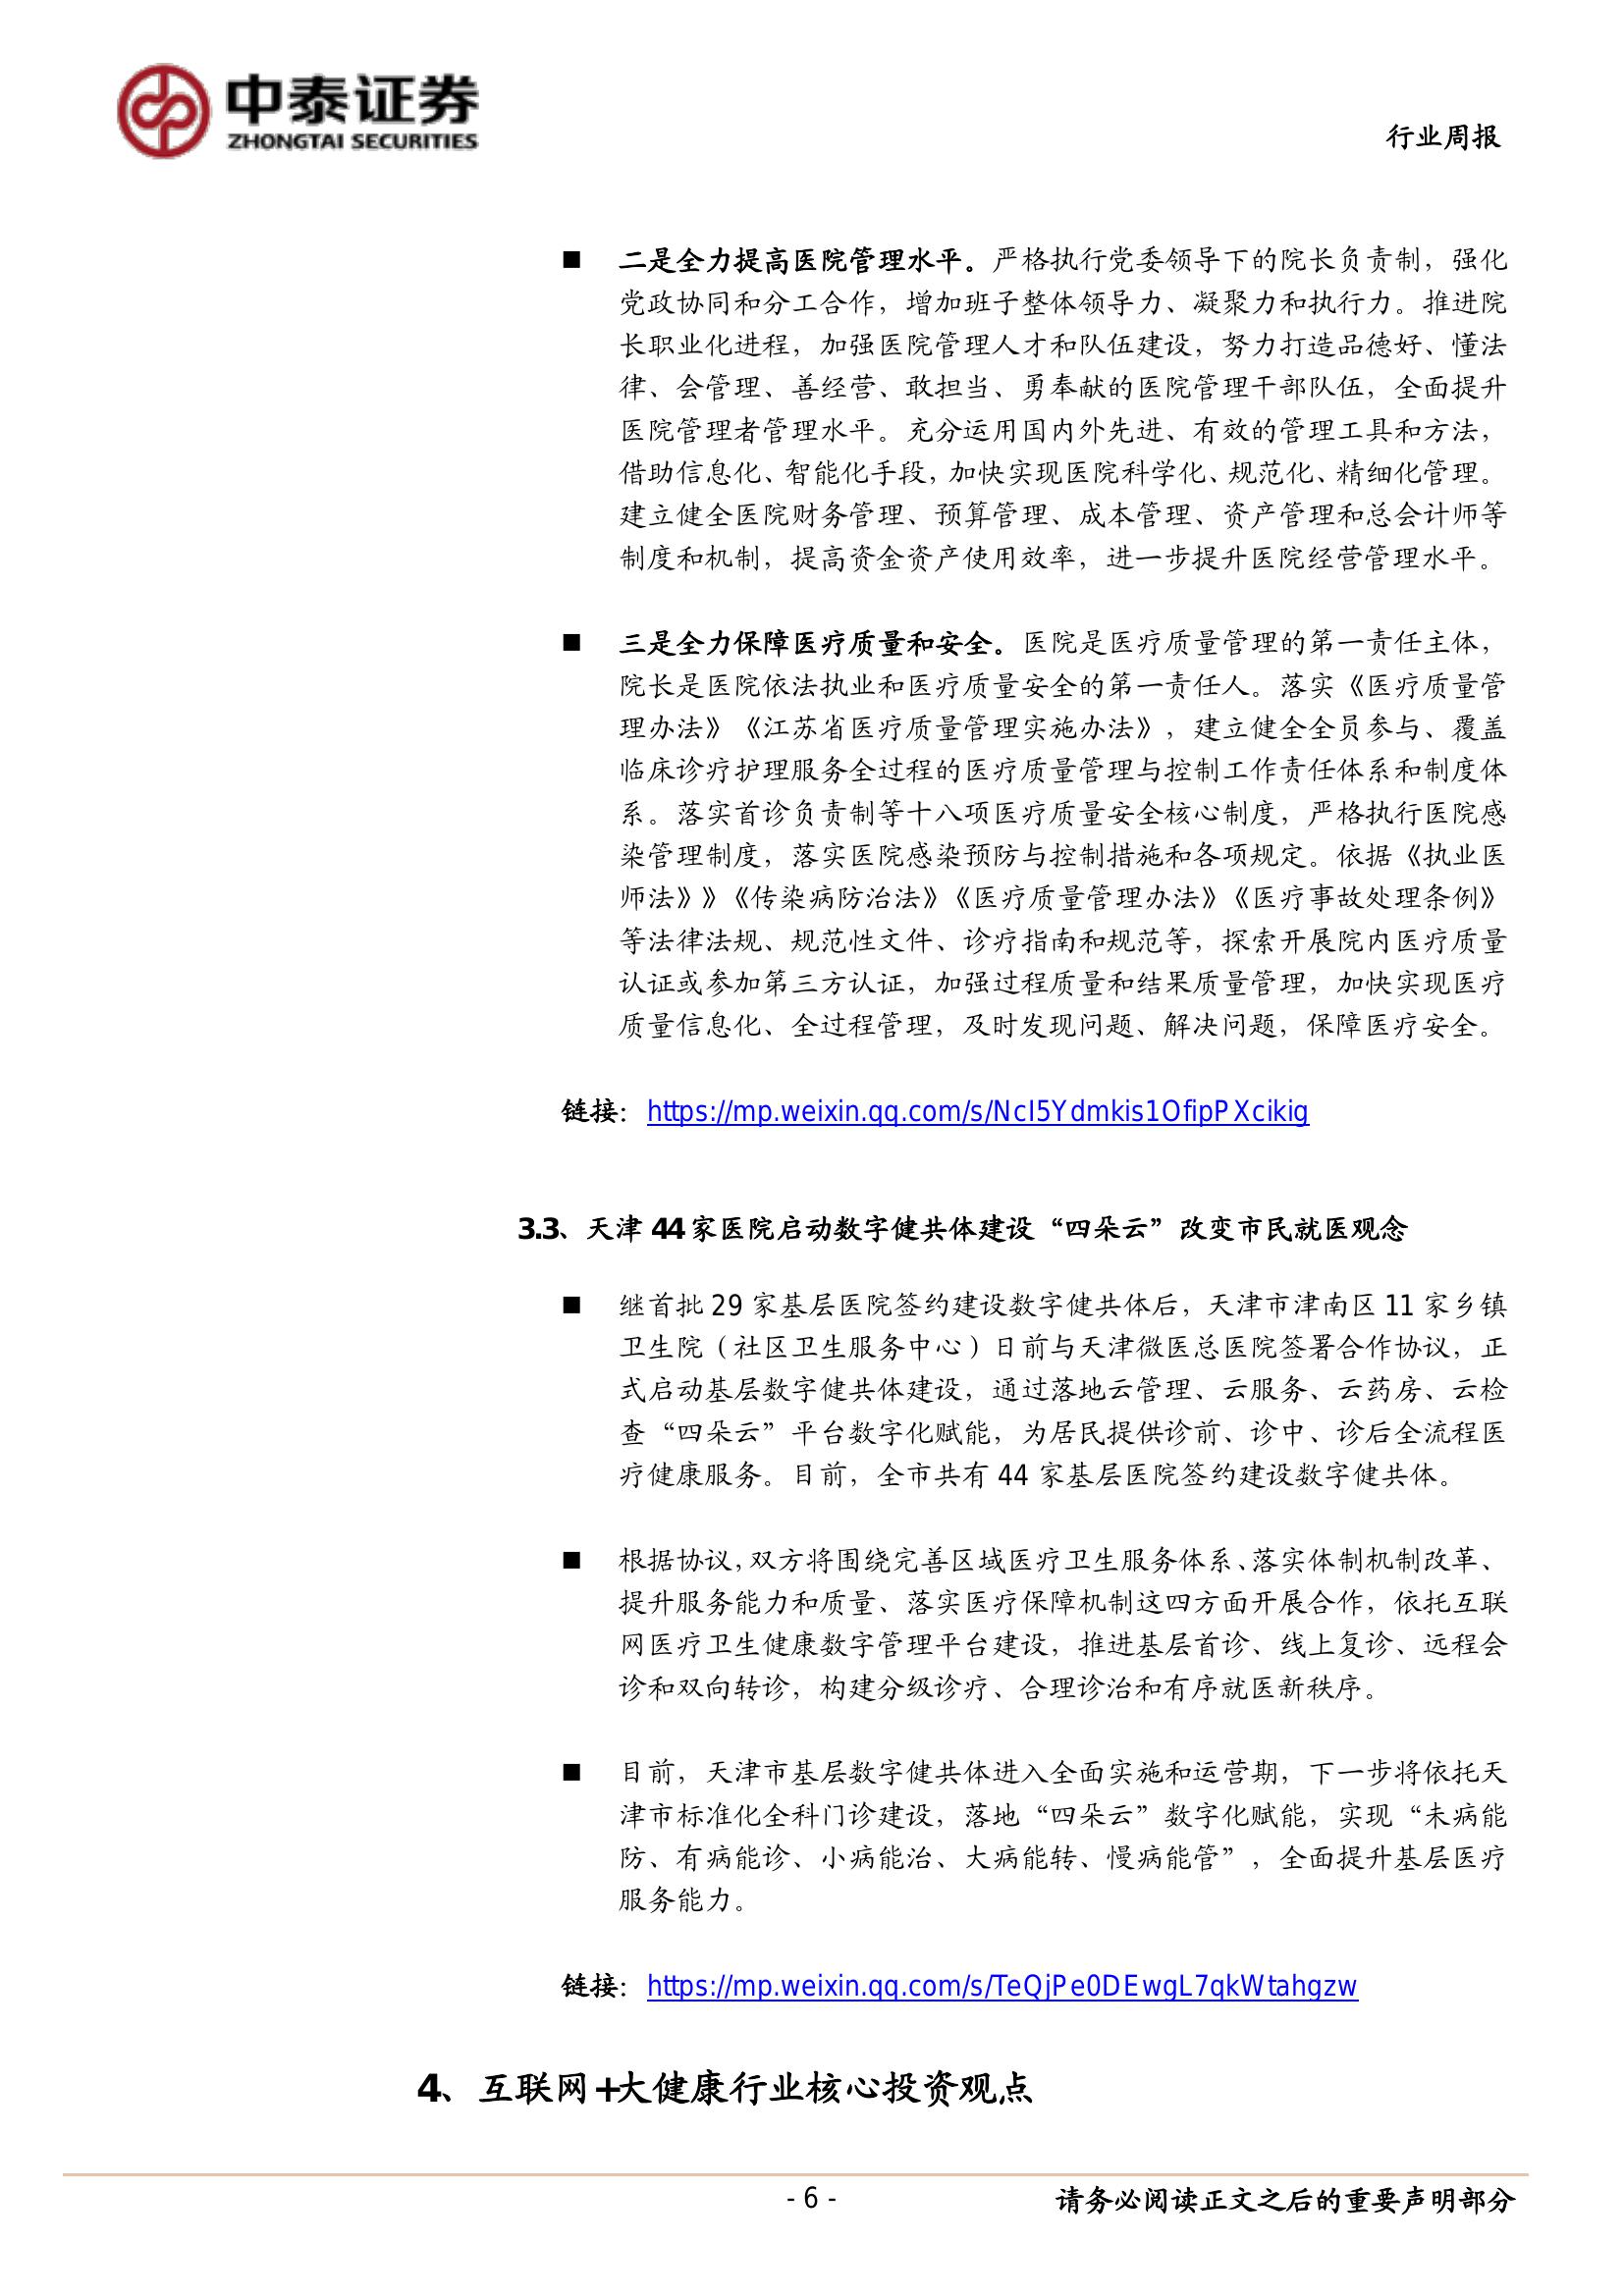 中泰证券
ZHONGTAI SECURITIES
行业周报
■ 二是全力提高医院管理水平。严格执行党委领导下的院长负责制，强化
党政协同和分工合作，增加班子整体领导力、凝聚力和执行力。推进院
长职业化进程，加强医院管理人才和队伍建设，努力打造品德好、懂法
律、会管理、善经营、敢担当、勇奉献的医院管理干部队伍，全面提升
医院管理者管理水平。充分运用国内外先进、有效的管理工具和方法，
借助信息化、智能化手段，加快实现医院科学化、规范化、精细化管理。
建立健全医院财务管理、预算管理、成本管理、资产管理和总会计师等
制度和机制，提高资金资产使用效率，进一步提升医院经营管理水平。
■ 三是全力保障医疗质量和安全。医院是医疗质量管理的第一责任主体，
院长是医院依法执业和医疗质量安全的第一责任人。落实《医疗质量管
理办法》《江苏省医疗质量管理实施办法》，建立健全全员参与、覆盖
临床诊疗护理服务全过程的医疗质量管理与控制工作责任体系和制度体
系。落实首诊负责制等十八项医疗质量安全核心制度，严格执行医院感
染管理制度，落实医院感染预防与控制措施和各项规定。依据《执业医
师法》》《传染病防治法》《医疗质量管理办法》《医疗事故处理条例》
等法律法规、规范性文件、诊疗指南和规范等，探索开展院内医疗质量
认证或参加第三方认证，加强过程质量和结果质量管理，加快实现医疗
质量信息化、全过程管理，及时发现问题、解决问题，保障医疗安全。
链接：https://mp.weixin.qq.com/s/NcI5Ydmkis1OfipPXcikig
3.3、天津 44 家医院启动数字健共体建设“四朵云”改变市民就医观念
■ 继首批 29 家基层医院签约建设数字健共体后，天津市津南区 11 家乡镇
卫生院（社区卫生服务中心）日前与天津微医总医院签署合作协议，正
式启动基层数字健共体建设，通过落地云管理、云服务、云药房、云检
查“四朵云”平台数字化赋能，为居民提供诊前、诊中、诊后全流程医
疗健康服务。目前，全市共有 44 家基层医院签约建设数字健共体。
■ 根据协议，双方将围绕完善区域医疗卫生服务体系、落实体制机制改革、
提升服务能力和质量、落实医疗保障机制这四方面开展合作，依托互联
网医疗卫生健康数字管理平台建设，推进基层首诊、线上复诊、远程会
诊和双向转诊，构建分级诊疗、合理诊治和有序就医新秩序。
■ 目前，天津市基层数字健共体进入全面实施和运营期，下一步将依托天
津市标准化全科门诊建设，落地“四朵云”数字化赋能，实现“未病能
防、有病能诊、小病能治、大病能转、慢病能管”，全面提升基层医疗
服务能力。
链接：https://mp.weixin.qq.com/s/TeQjPe0DEwgL7qkWtahgzw
4、互联网+大健康行业核心投资观点
- 6 -
请务必阅读正文之后的重要声明部分